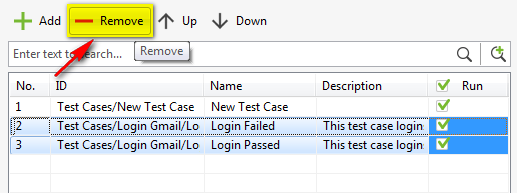 Add Remove Up Down
Enter text to search...
Remove
No. ID Name Description Run
1 Test Cases/New Test Case New Test Case
2 Test Cases/Login Gmail/Lo Login Failed This test case login
3 Test Cases/Login Gmail/Lo Login Passed This test case login